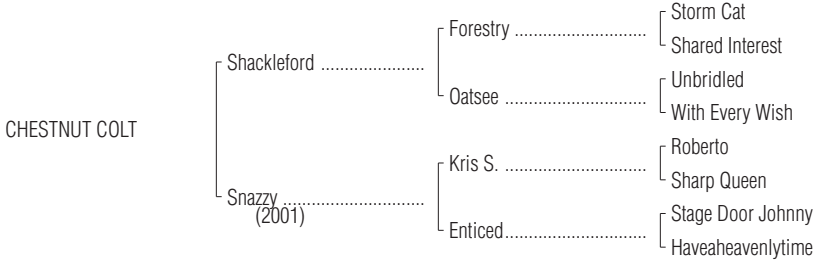 Storm Cat
Forestry ............................
Shared Interest
Shackleford ......................
Unbridled
Oatsee ..............................
With Every Wish
CHESTNUT COLT
Roberto
Kris S. ..............................
Sharp Queen
Snazzy ..............................
(2001)
Stage Door Johnny
Enticed..............................
Haveaheavenlytime